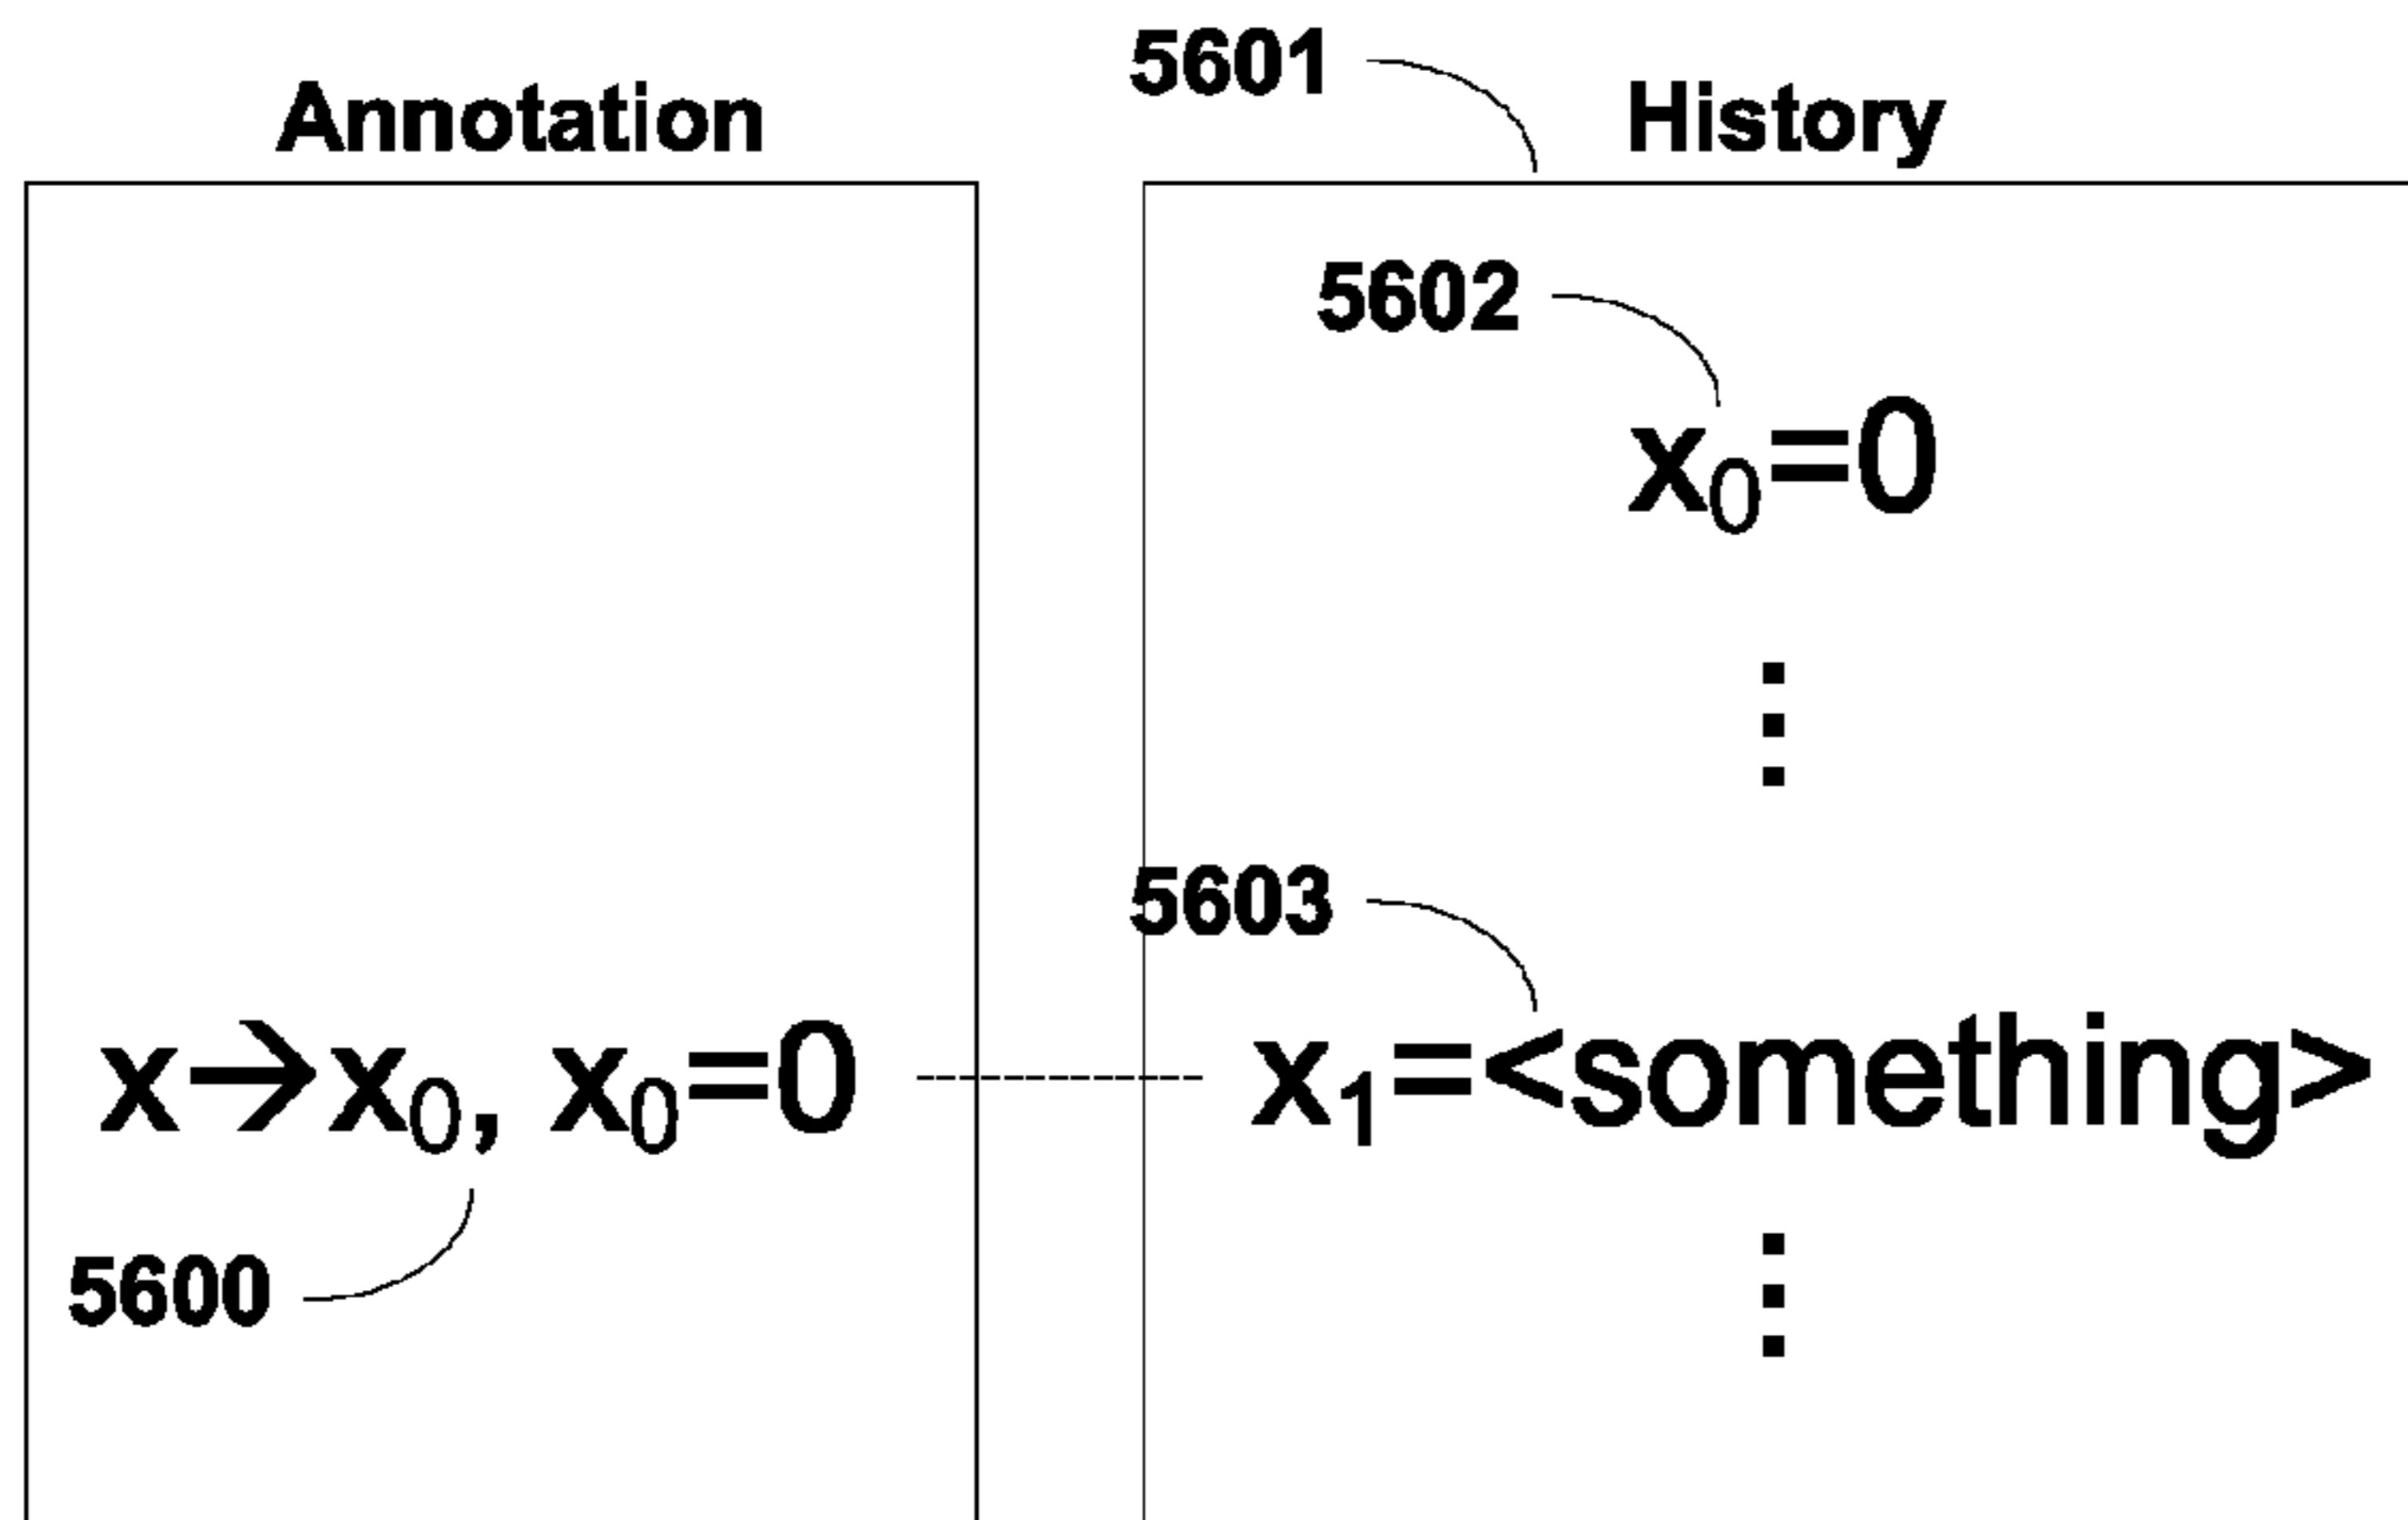 5601
Annotation
History
5602
x₀=0
5603
x→x₀, x₀=0
x₁=<something>
5600